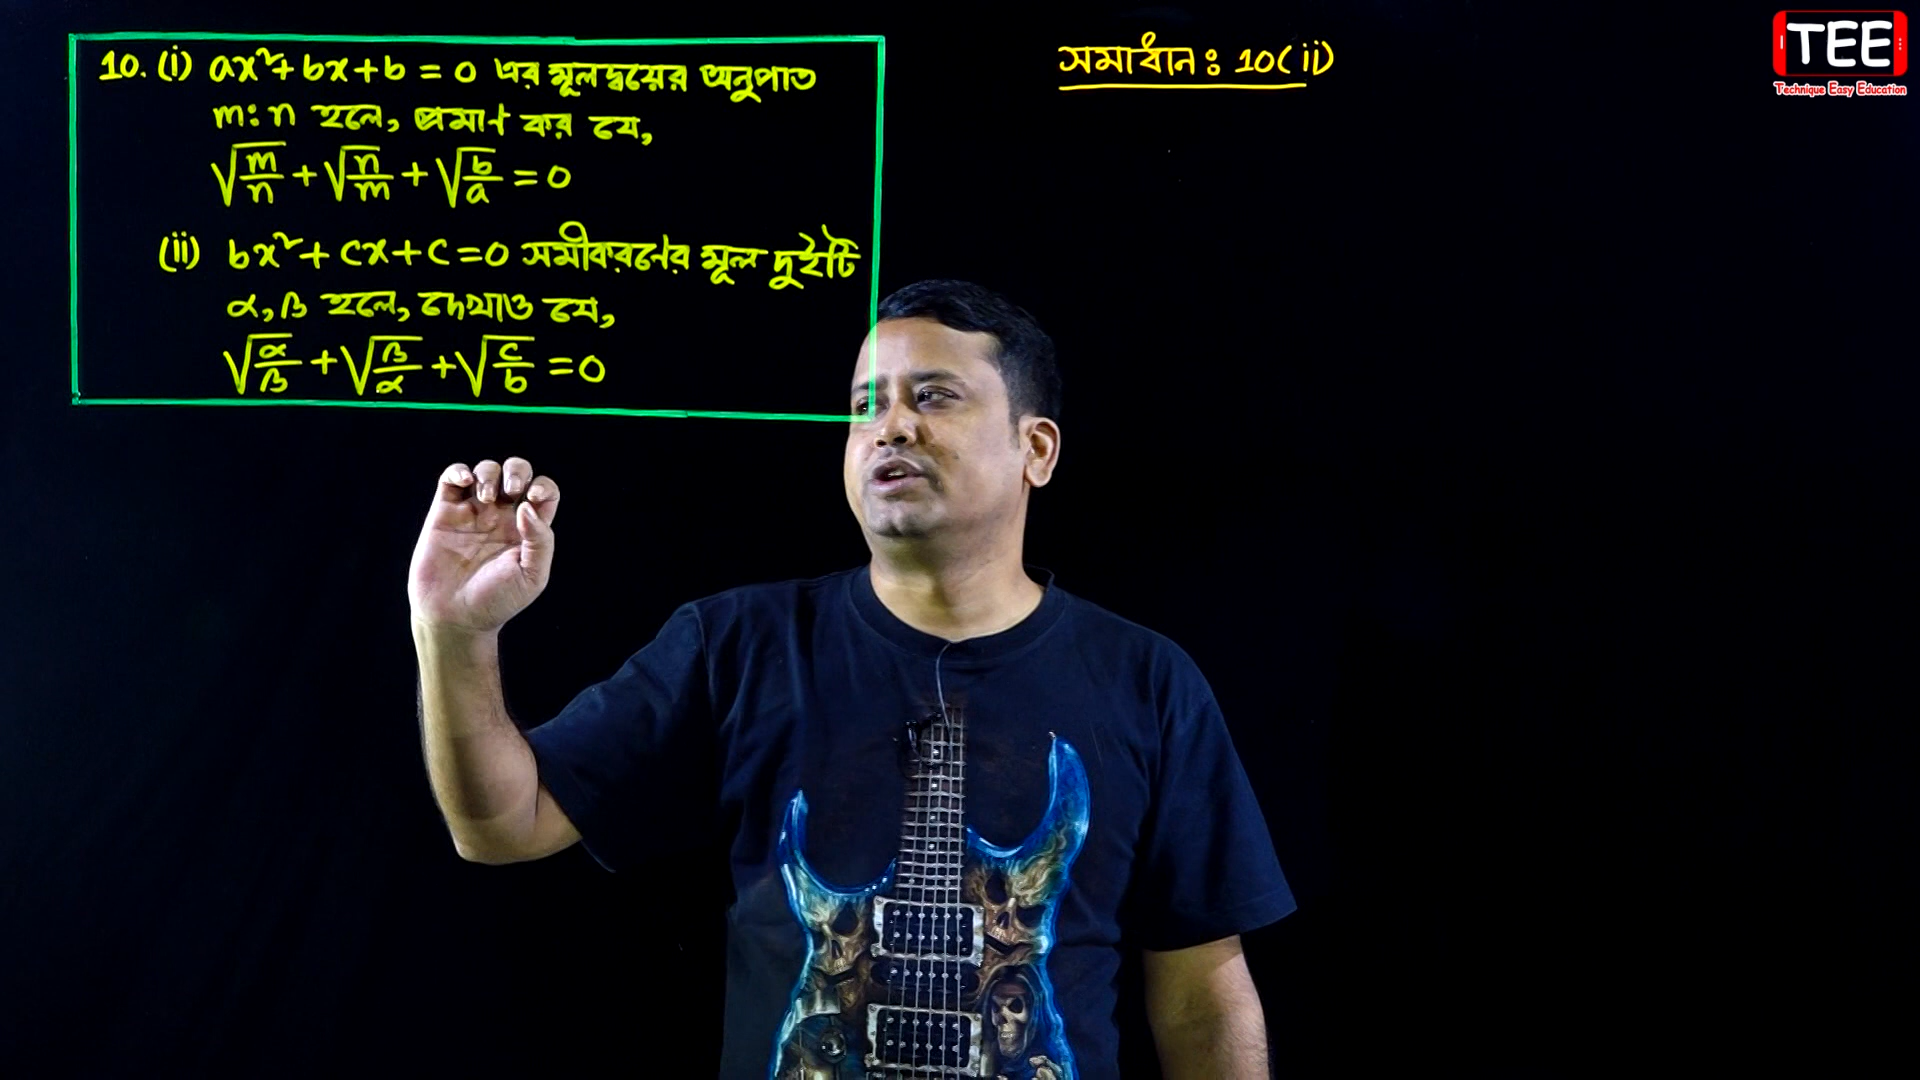 10. (i) ax²+ bx + b = 0 এর মূলদ্বয়ের অনুপাত
m:n হলে, প্রমাণ কর যে,
√(m/n) + √(n/m) + √(b/a) = 0
(ii) bx²+ cx + c = 0 সমীকরণের মূল দুইটি
α, β হলে, দেখাও যে,
√(α/β) + √(β/α) + √(c/b) = 0
সমাধান : 10(ii)
TEE
Technique Easy Education